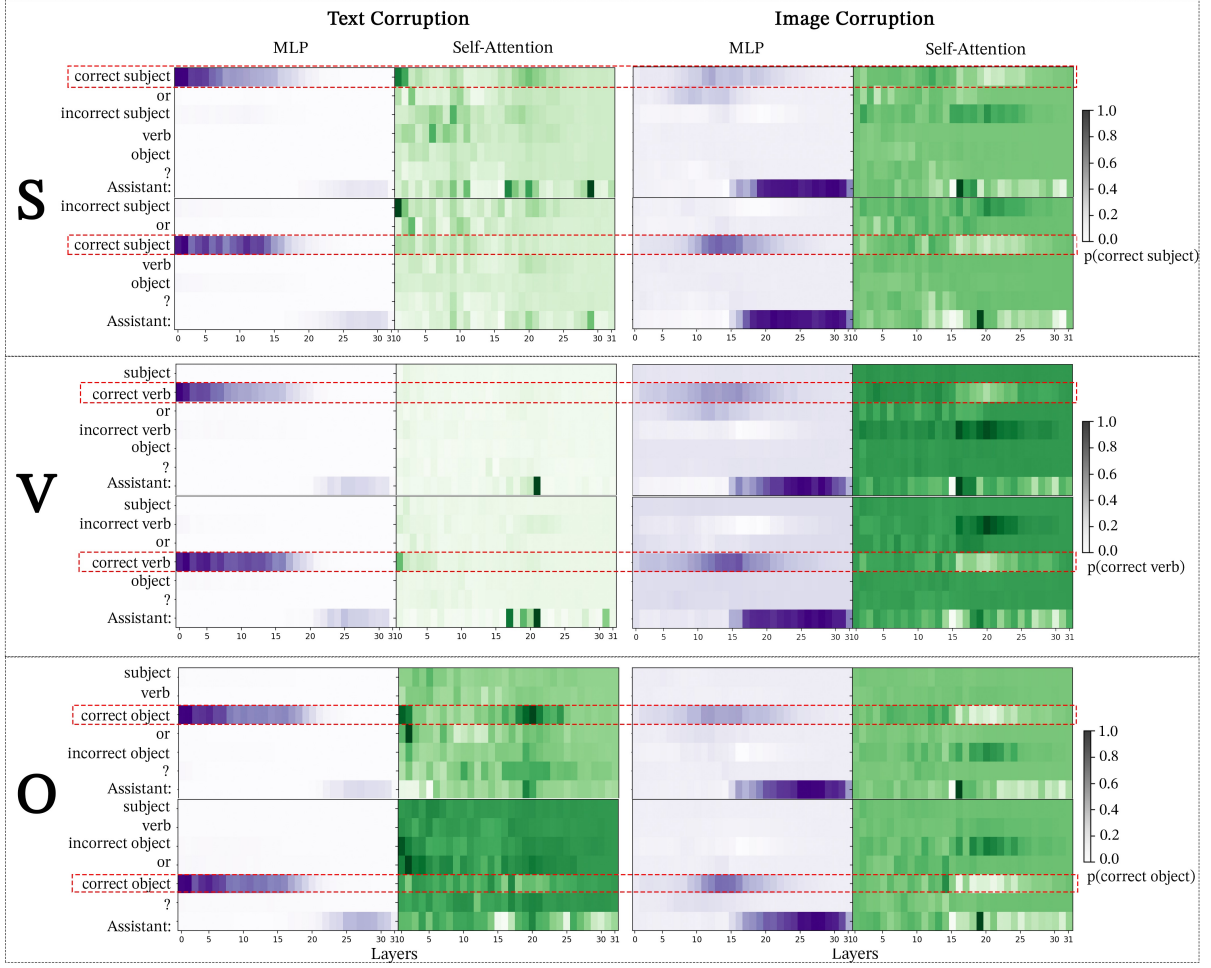 Text Corruption Image Corruption
MLP Self-Attention MLP Self-Attention
S
correct subject
or
incorrect subject
verb
object
?
Assistant:
incorrect subject
or
correct subject
verb
object
?
Assistant:
0 5 10 15 20 25 30 31 0 5 10 15 20 25 30 31 0 5 10 15 20 25 30 31 0 5 10 15 20 25 30 31
1.0
0.8
0.6
0.4
0.2
0.0
p(correct subject)
V
subject
correct verb
or
incorrect verb
object
?
Assistant:
subject
incorrect verb
or
correct verb
object
?
Assistant:
0 5 10 15 20 25 30 31 0 5 10 15 20 25 30 31 0 5 10 15 20 25 30 31 0 5 10 15 20 25 30 31
1.0
0.8
0.6
0.4
0.2
0.0
p(correct verb)
O
subject
verb
correct object
or
incorrect object
?
Assistant:
subject
verb
incorrect object
or
correct object
?
Assistant:
0 5 10 15 20 25 30 31 0 5 10 15 20 25 30 31 0 5 10 15 20 25 30 31 0 5 10 15 20 25 30 31
Layers Layers
1.0
0.8
0.6
0.4
0.2
0.0
p(correct object)